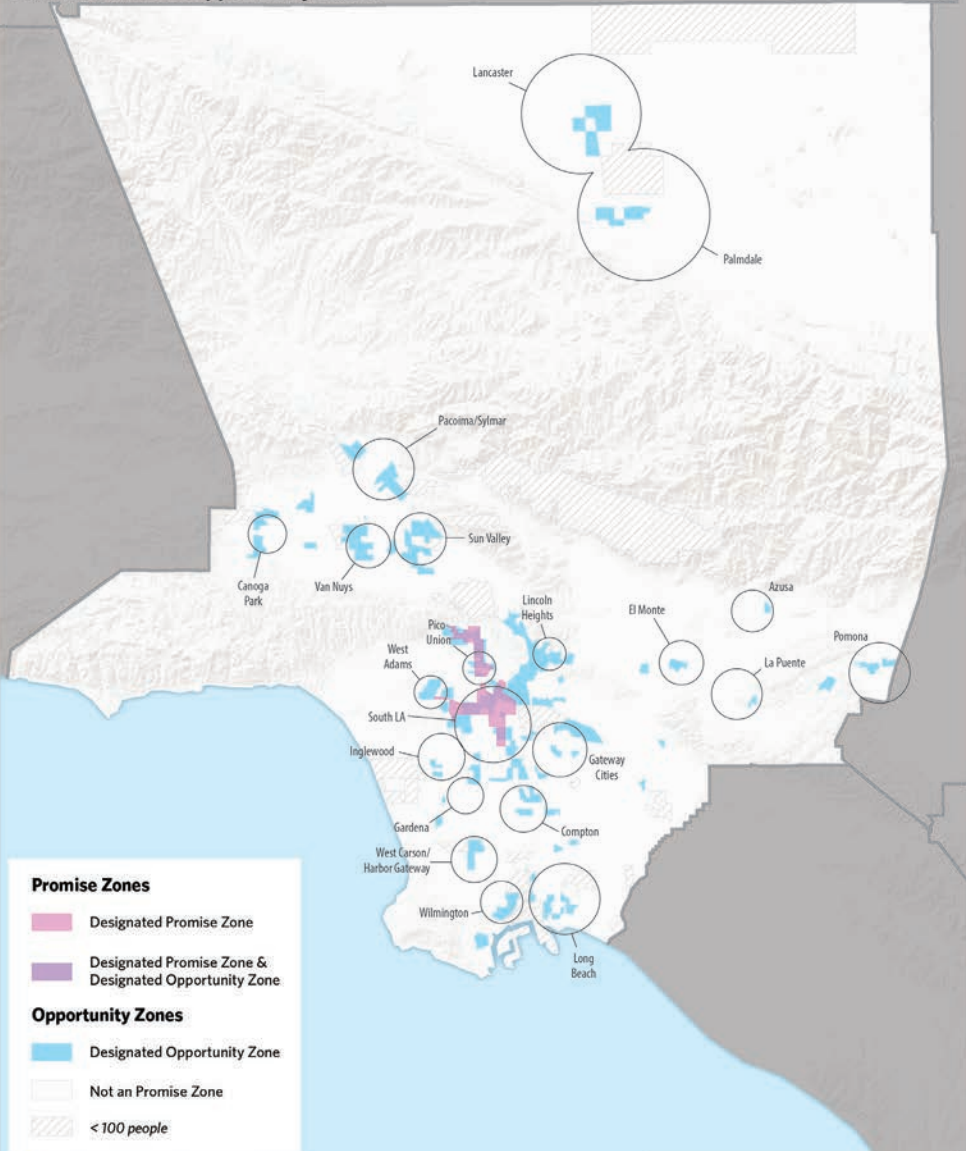 Lancaster
Palmdale
Pacoima/Sylmar
Sun Valley
Canoga
Park
Van Nuys
Azusa
Lincoln
Heights
El Monte
Pico
Union
Pomona
West
Adams
La Puente
South LA
Inglewood
Gateway
Cities
Gardena
Compton
West Carson/
Harbor Gateway
Wilmington
Long
Beach
Promise Zones
Designated Promise Zone
Designated Promise Zone &
Designated Opportunity Zone
Opportunity Zones
Designated Opportunity Zone
Not an Promise Zone
< 100 people